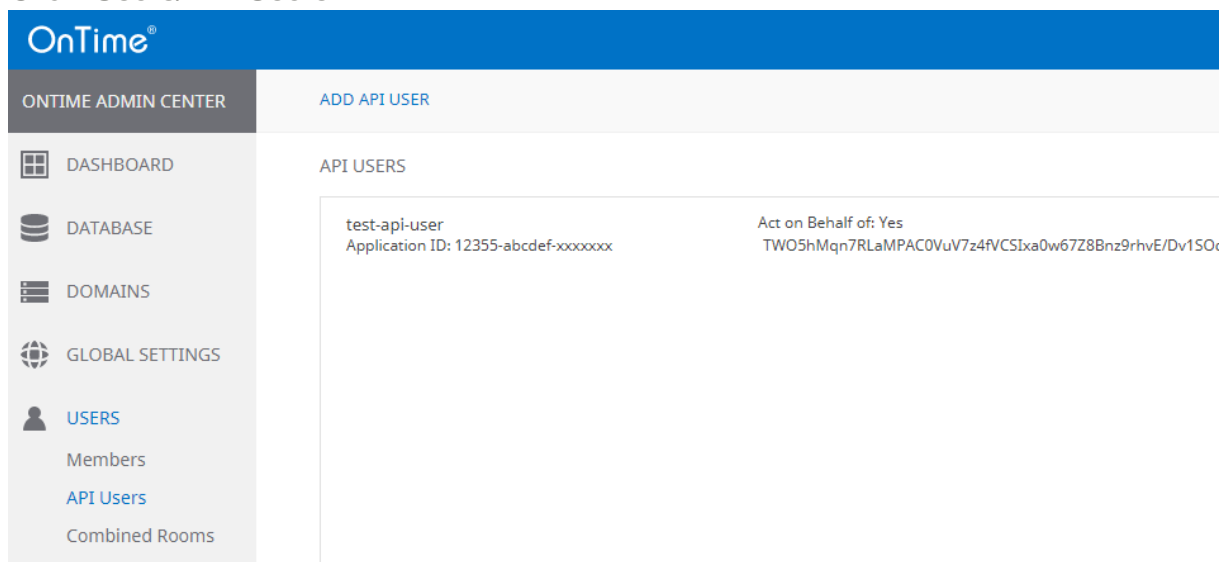 OnTime®
ONTIME ADMIN CENTER
ADD API USER
DASHBOARD
API USERS
test-api-user
Act on Behalf of: Yes
Application ID: 12355-abcdef-xxxxxxx
TWO5hMqn7RLaMPAC0VuV7z4fVCSIxa0w67Z8Bnz9rhvE/Dv1SO
DATABASE
DOMAINS
GLOBAL SETTINGS
USERS
Members
API Users
Combined Rooms